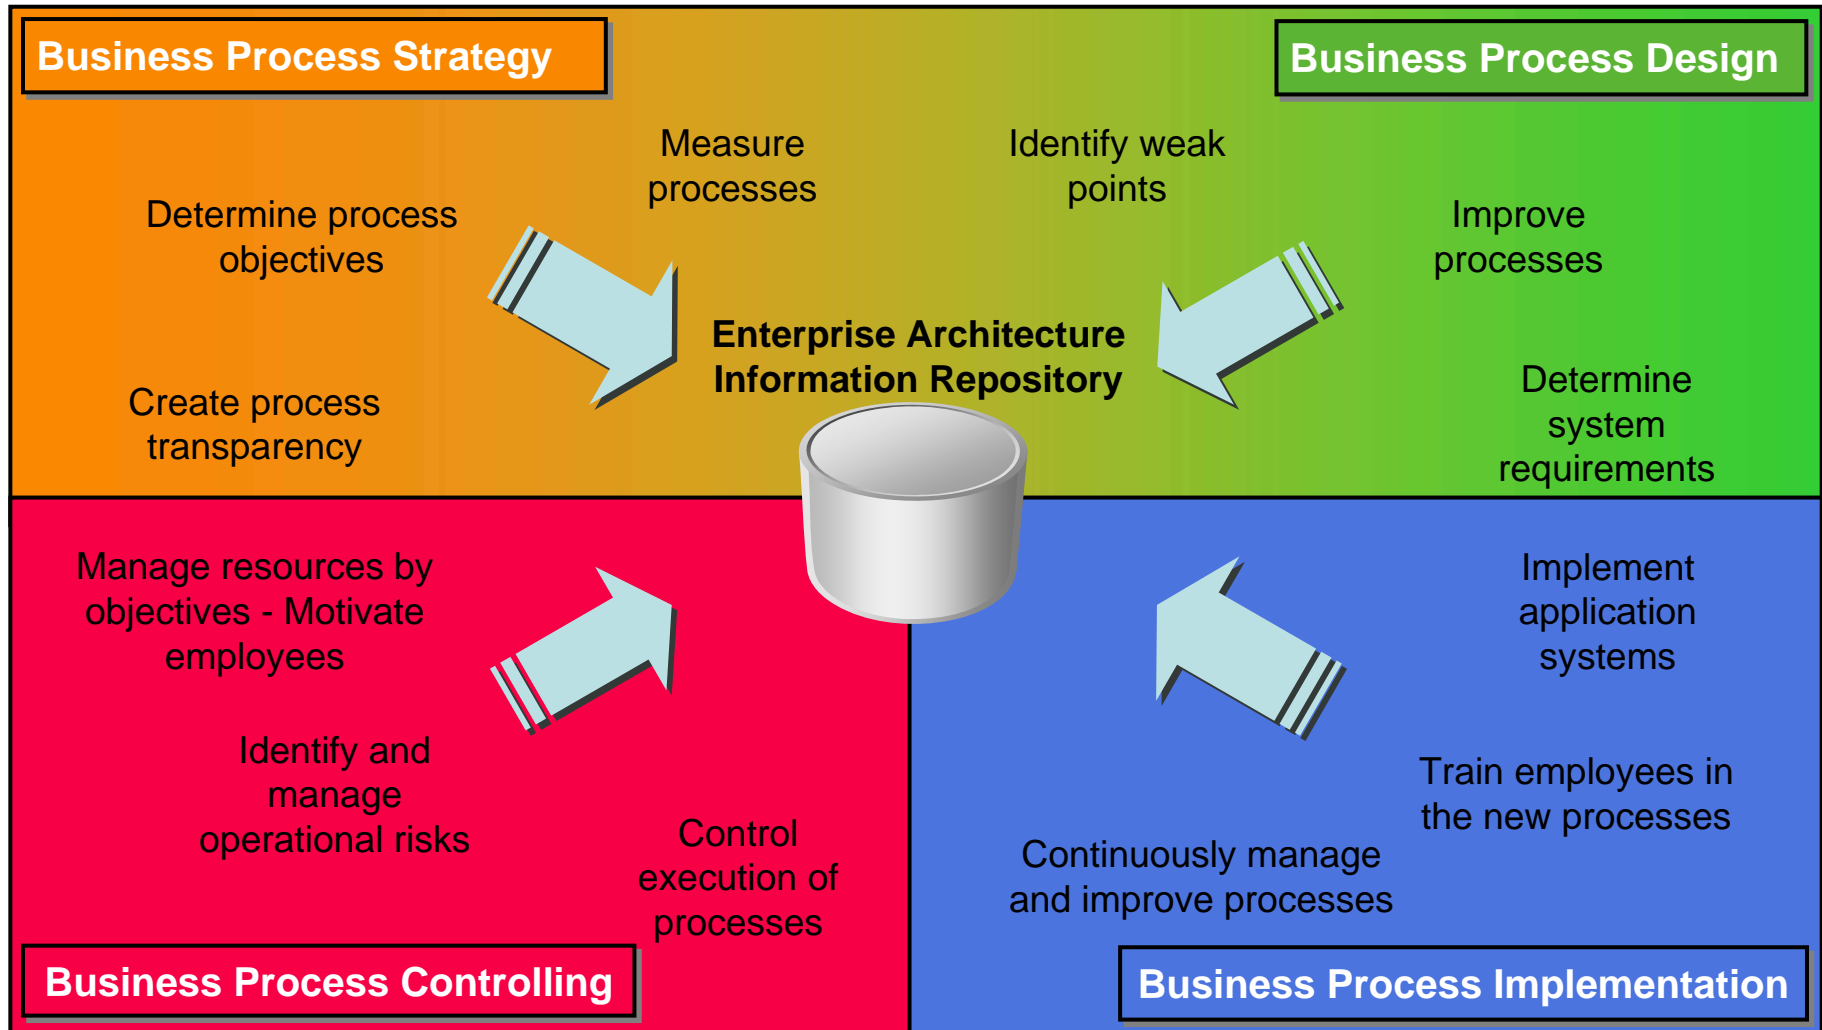 Business Process Strategy
Business Process Design
Measure
processes
Identify weak
points
Determine process
objectives
Improve
processes
Enterprise Architecture
Information Repository
Create process
transparency
Determine
system
requirements
Manage resources by
objectives - Motivate
employees
Implement
application
systems
Identify and
manage
operational risks
Train employees in
the new processes
Control
execution of
processes
Continuously manage
and improve processes
Business Process Controlling
Business Process Implementation